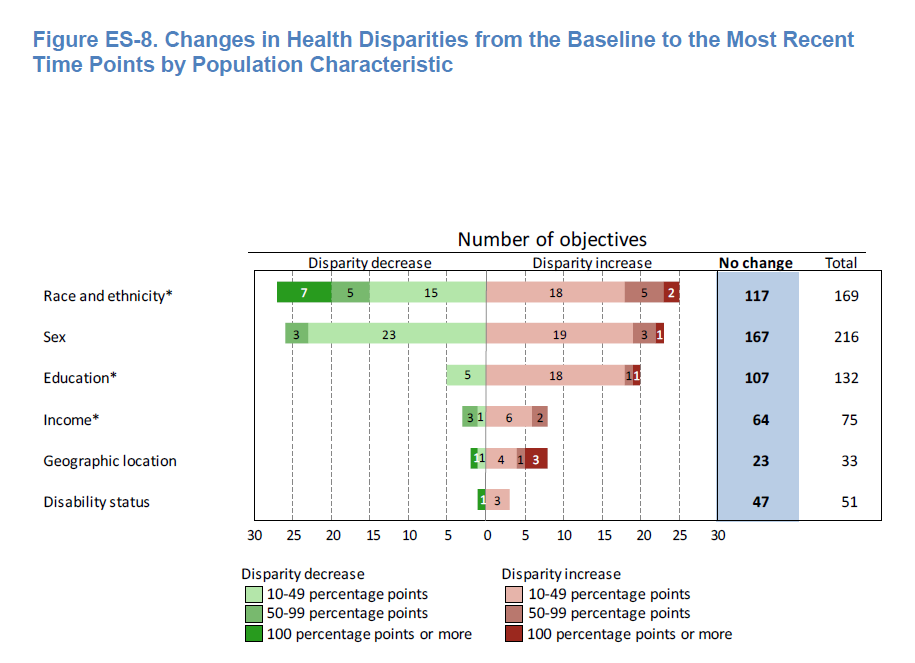 Figure ES-8. Changes in Health Disparities from the Baseline to the Most Recent
Time Points by Population Characteristic
Number of objectives
Disparity decrease Disparity increase No change Total
Race and ethnicity* 7 5 15 18 5 2 117 169
Sex 3 23 19 3 1 167 216
Education* 5 18 1 1 107 132
Income* 3 1 6 2 64 75
Geographic location 1 1 4 1 3 23 33
Disability status 1 3 47 51
30 25 20 15 10 5 0 5 10 15 20 25 30
Disparity decrease Disparity increase
10-49 percentage points 10-49 percentage points
50-99 percentage points 50-99 percentage points
100 percentage points or more 100 percentage points or more